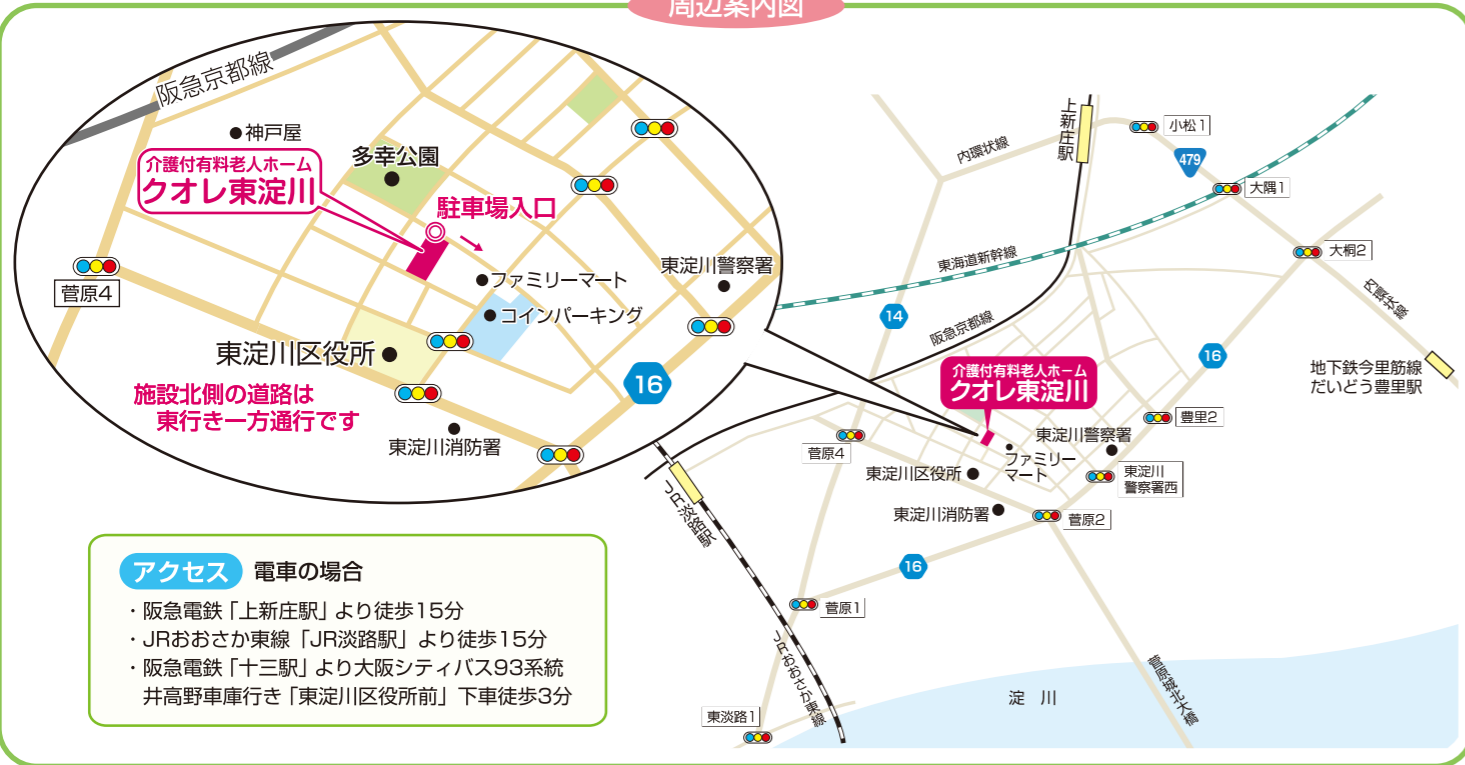 周辺案内図
阪急京都線
神戸屋
介護付有料老人ホーム
クオレ東淀川
多幸公園
駐車場入口
ファミリーマート
コインパーキング
東淀川警察署
菅原4
東淀川区役所
施設北側の道路は
東行き一方通行です
東淀川消防署
16
上新庄駅
小松1
内環状線
479
大隅1
東海道新幹線
大桐2
内環状線
14
阪急京都線
16
地下鉄今里筋線
だいどう豊里駅
介護付有料老人ホーム
クオレ東淀川
豊里2
菅原4
東淀川警察署
ファミリー
マート
東淀川区役所
東淀川
警察署西
東淀川消防署
菅原2
JR淡路駅
16
菅原1
JRおおさか東線
菅原城北大橋
淀川
東淡路1
アクセス 電車の場合
・阪急電鉄「上新庄駅」より徒歩15分
・JRおおさか東線「JR淡路駅」より徒歩15分
・阪急電鉄「十三駅」より大阪シティバス93系統
井高野車庫行き「東淀川区役所前」下車徒歩3分